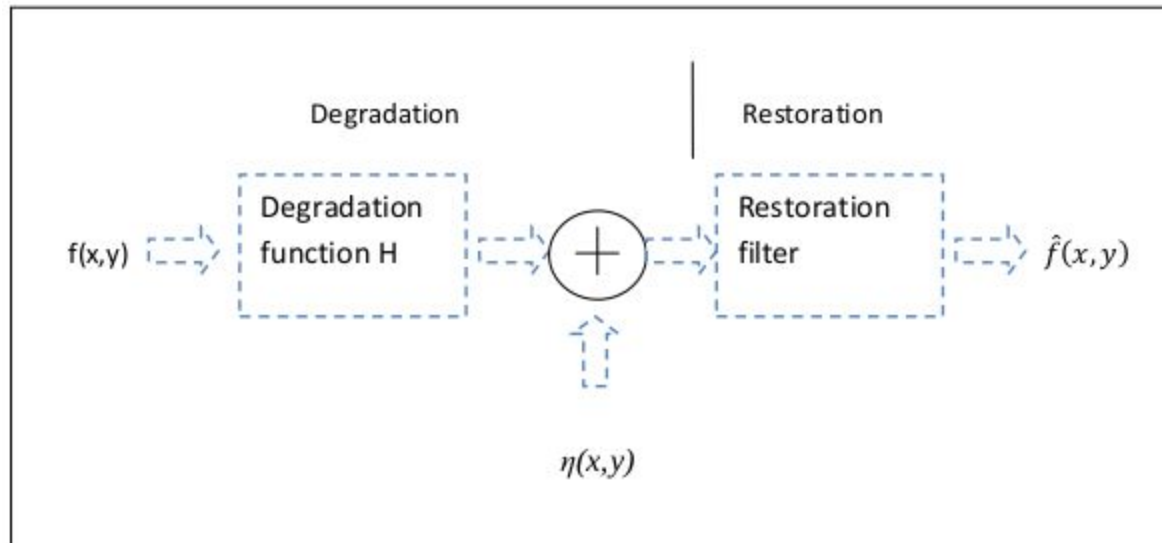 Degradation
Restoration
Degradation
function H
Restoration
filter
f(x,y)
+
f̂(x,y)
η(x,y)